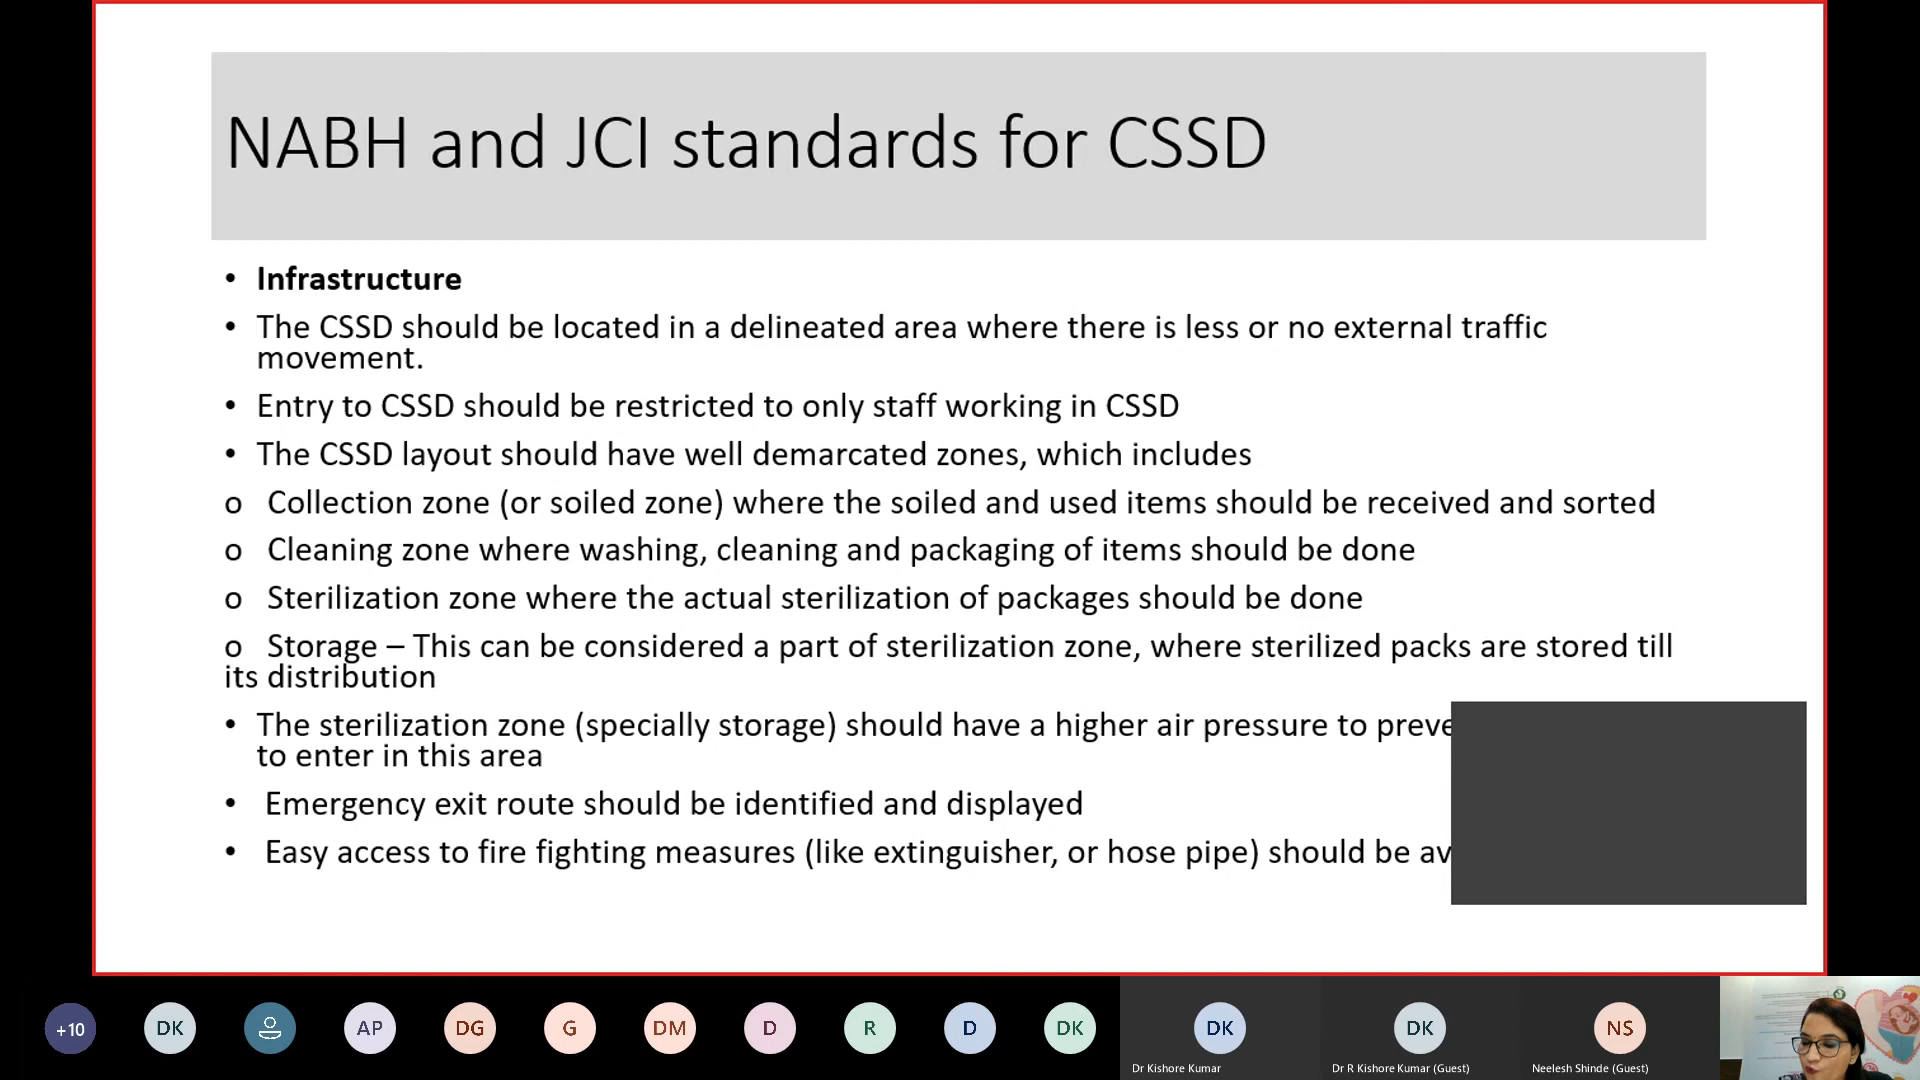 NABH and JCI standards for CSSD
• Infrastructure
• The CSSD should be located in a delineated area where there is less or no external traffic
movement.
• Entry to CSSD should be restricted to only staff working in CSSD
• The CSSD layout should have well demarcated zones, which includes
o Collection zone (or soiled zone) where the soiled and used items should be received and sorted
o Cleaning zone where washing, cleaning and packaging of items should be done
o Sterilization zone where the actual sterilization of packages should be done
o Storage – This can be considered a part of sterilization zone, where sterilized packs are stored till
its distribution
• The sterilization zone (specially storage) should have a higher air pressure to
to enter in this area
• Emergency exit route should be identified and displayed
• Easy access to fire fighting measures (like extinguisher, or hose pipe) should be
+10 DK AP DG G DM D R D DK DK DK NS
Dr Kishore Kumar Dr R Kishore Kumar (Guest) Neelesh Shinde (Guest)